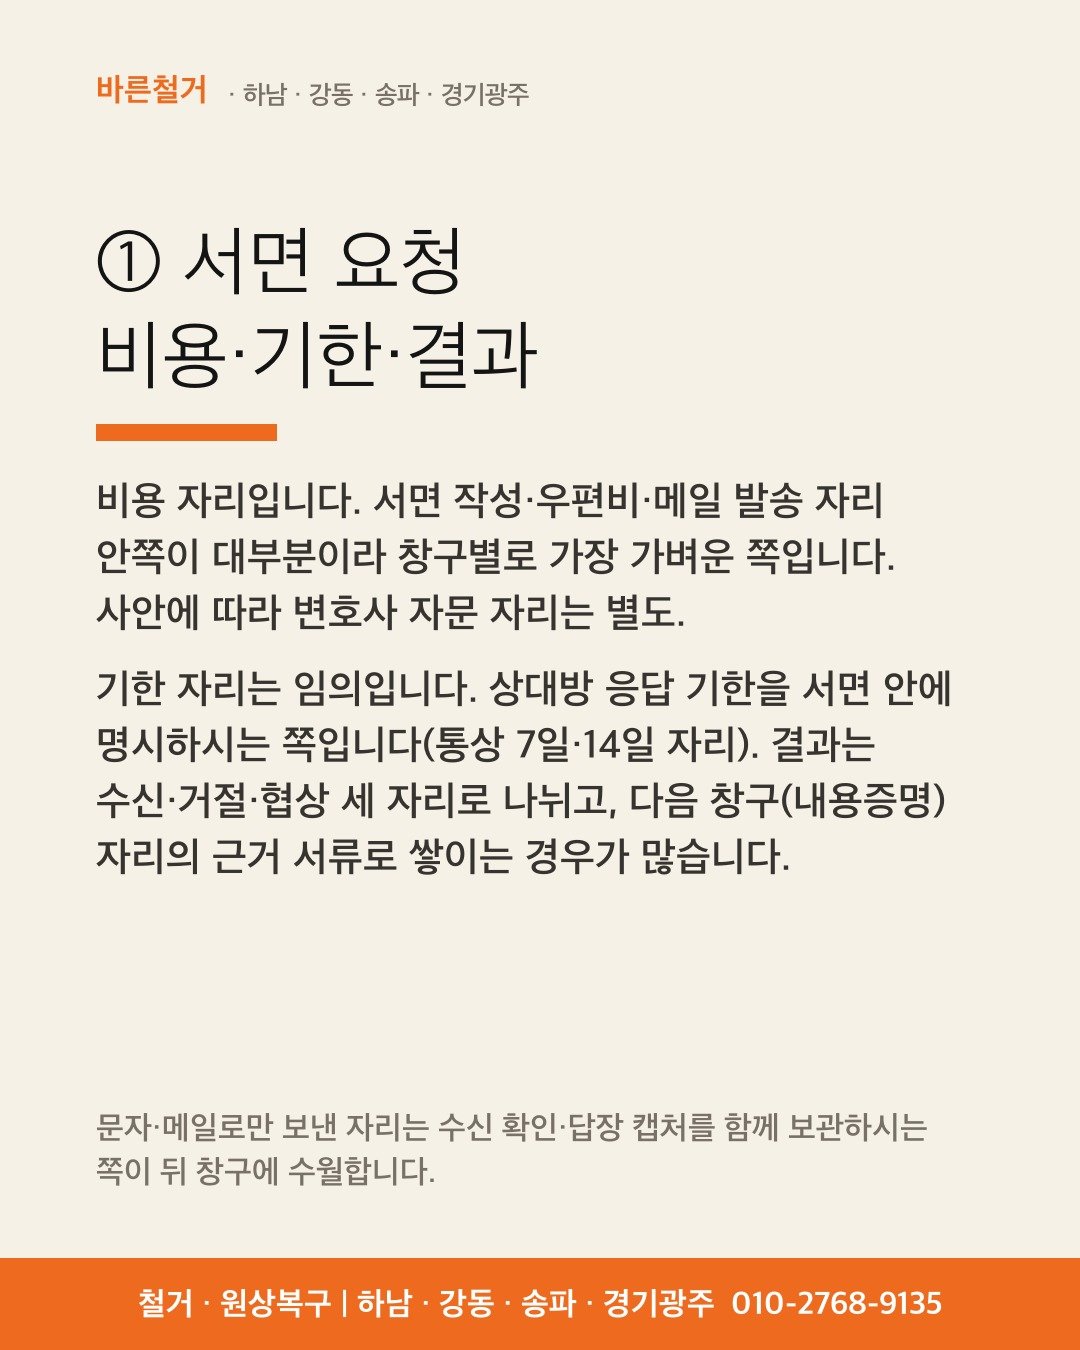 바른철거 · 하남 · 강동 · 송파 · 경기광주
① 서면 요청
비용·기한·결과
비용 자리입니다. 서면 작성·우편비·메일 발송 자리
안쪽이 대부분이라 창구별로 가장 가벼운 쪽입니다.
사안에 따라 변호사 자문 자리는 별도.
기한 자리는 임의입니다. 상대방 응답 기한을 서면 안에
명시하시는 쪽입니다(통상 7일·14일 자리). 결과는
수신·거절·협상 세 자리로 나뉘고, 다음 창구(내용증명)
자리의 근거 서류로 쌓이는 경우가 많습니다.
문자·메일로만 보낸 자리는 수신 확인·답장 캡처를 함께 보관하시는
쪽이 뒤 창구에 수월합니다.
철거 · 원상복구 | 하남 · 강동 · 송파 · 경기광주 010-2768-9135